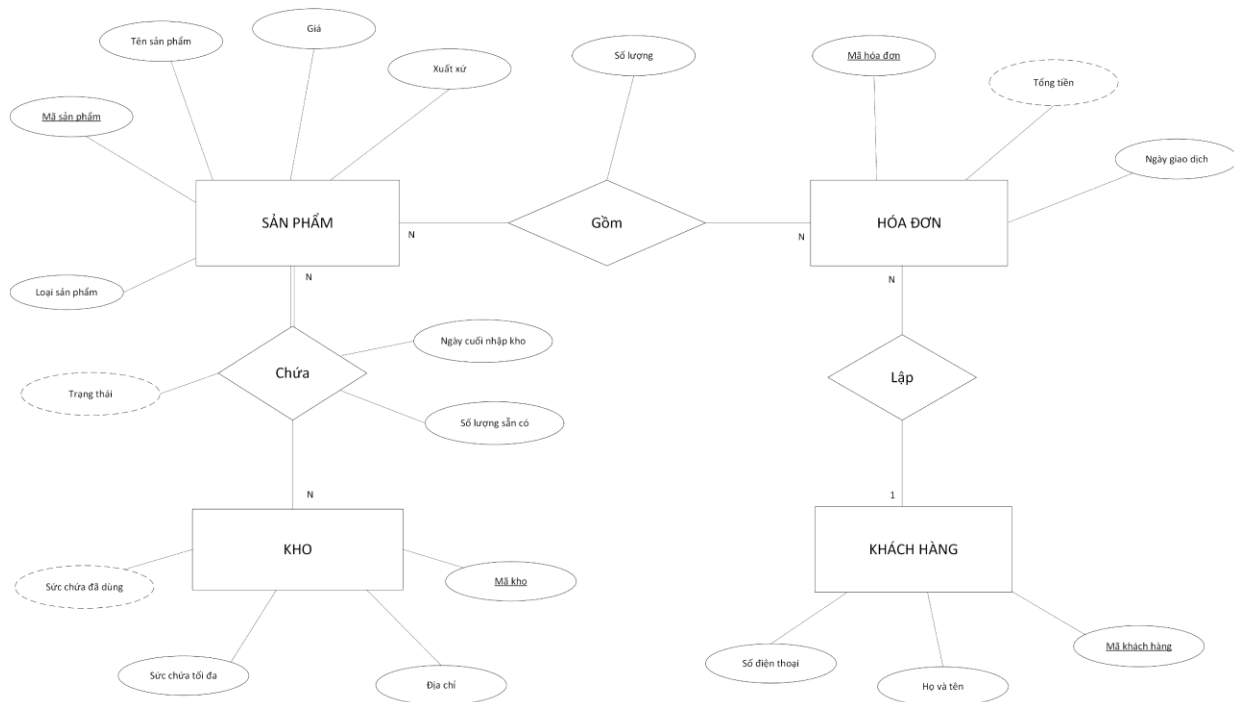 Giá
Tên sản phẩm
Số lượng
Mã hóa đơn
Xuất xứ
Tổng tiền
Mã sản phẩm
Ngày giao dịch
SẢN PHẨM
Gồm
HÓA ĐƠN
N
N
N
N
Loại sản phẩm
Ngày cuối nhập kho
Chứa
Lập
Trạng thái
Số lượng sẵn có
N
1
KHO
KHÁCH HÀNG
Mã kho
Sức chứa đã dùng
Mã khách hàng
Số điện thoại
Sức chứa tối đa
Địa chỉ
Họ và tên